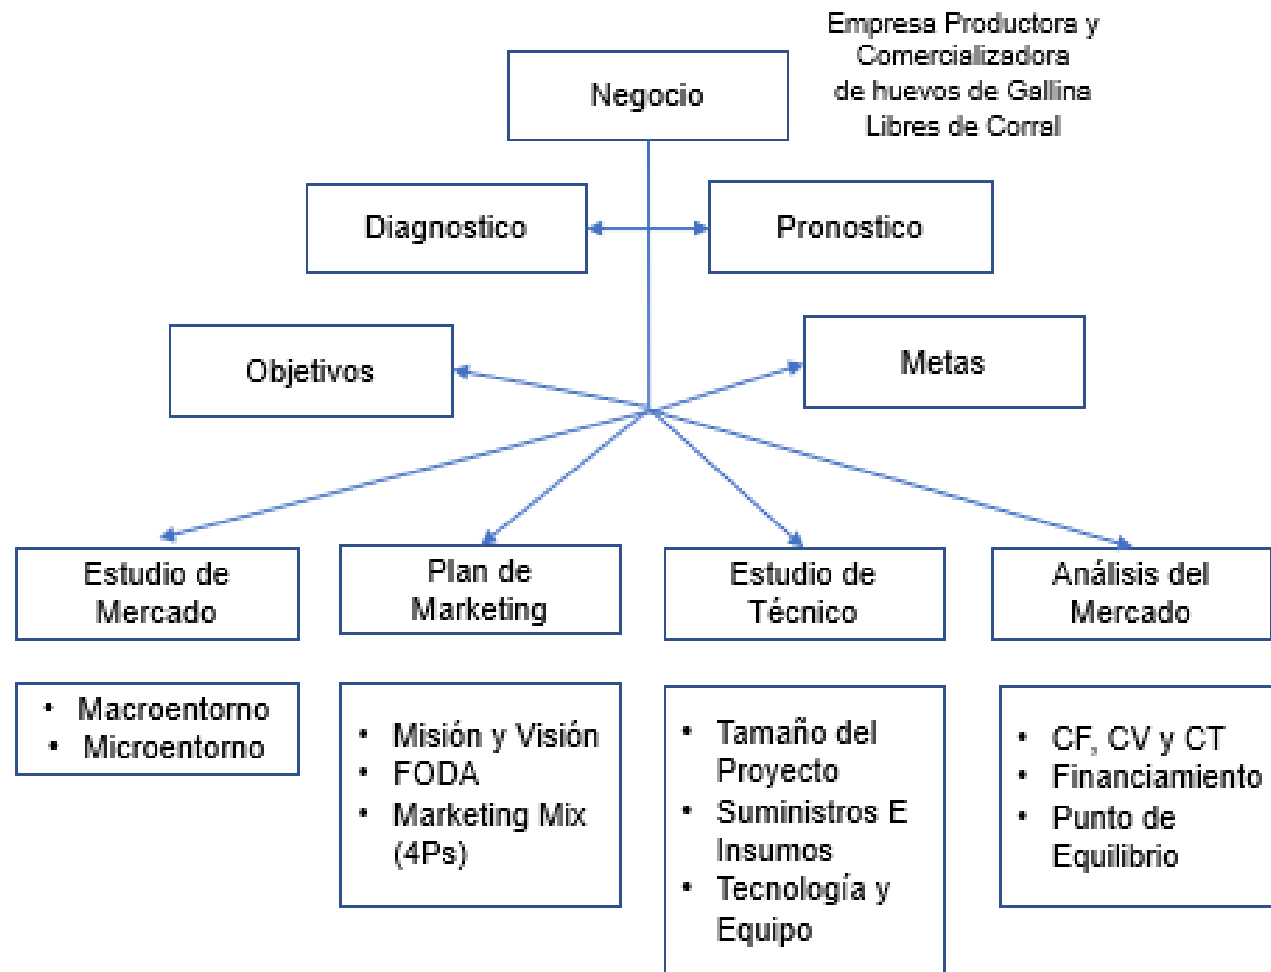 Empresa Productora y
Comercializadora
de huevos de Gallina
Libres de Corral
Negocio
Diagnostico
Pronostico
Objetivos
Metas
Estudio de
Mercado
Plan de
Marketing
Estudio de
Técnico
Análisis del
Mercado
• Macroentorno
• Microentorno
• Misión y Visión
• FODA
• Marketing Mix
(4Ps)
• Tamaño del
Proyecto
• Suministros E
Insumos
• Tecnología y
Equipo
• CF, CV y CT
• Financiamiento
• Punto de
Equilibrio